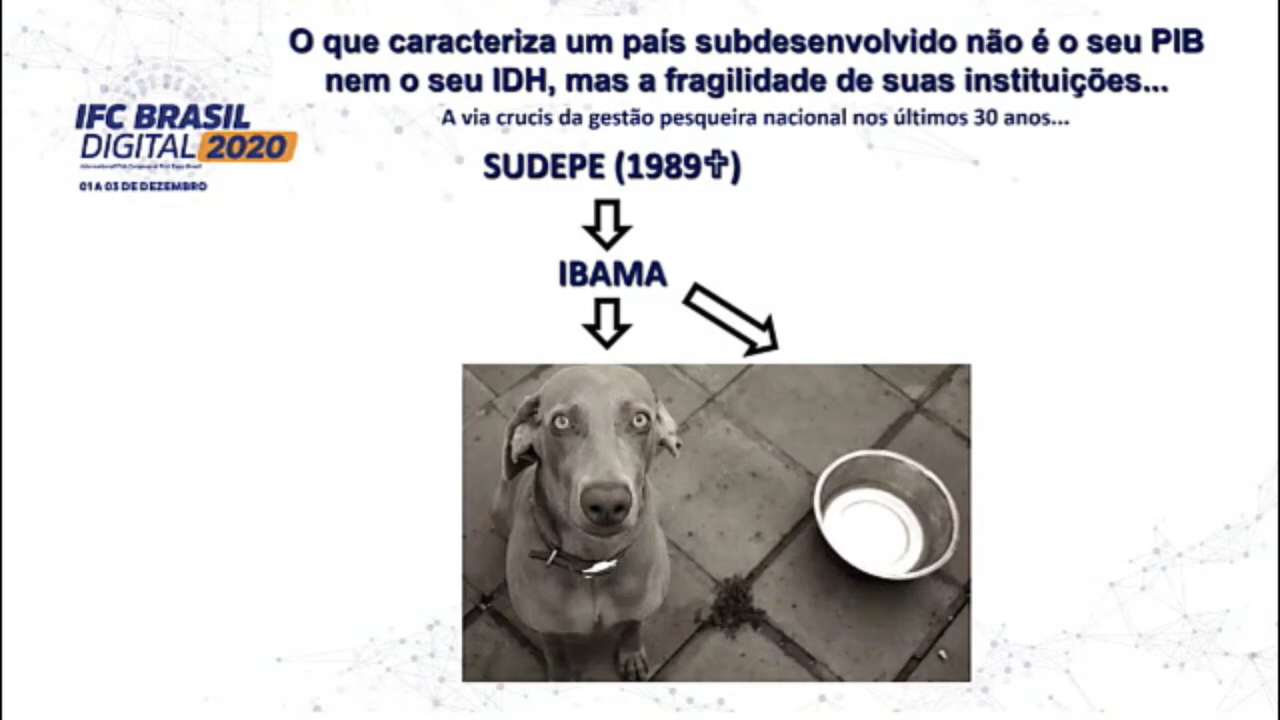 O que caracteriza um país subdesenvolvido não é o seu PIB
nem o seu IDH, mas a fragilidade de suas instituições...
A via crucis da gestão pesqueira nacional nos últimos 30 anos...
IFC BRASIL
DIGITAL 2020
01 A 03 DE DEZEMBRO
SUDEPE (1989✞)
IBAMA